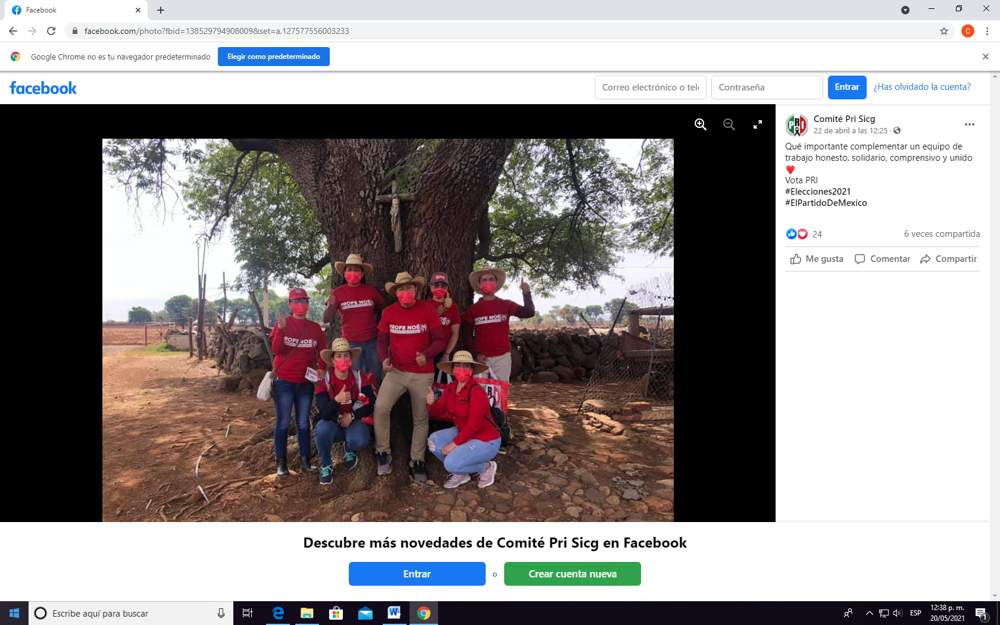 Facebook
facebook.com/photo?fbid=138529794908009&set=a.127577556003233
C
Google Chrome no es tu navegador predeterminado
Elegir como predeterminado
facebook
Correo electrónico o tel
Contraseña
Entrar
¿Has olvidado la cuenta?
PRI
Comité Pri Sicg
22 de abril a las 12:25 ·
Qué importante complementar un equipo de
trabajo honesto, solidario, comprensivo y unido
Vota PRI
#Elecciones2021
#ElPartidoDeMexico
24
6 veces compartida
Me gusta
Comentar
Compartir
PROFE NOÉ
PROFE NOÉ
PROFE NOÉ
PROFE NOÉ
PRI
Descubre más novedades de Comité Pri Sicg en Facebook
Entrar
o
Crear cuenta nueva
Escribe aquí para buscar
ESP
12:38 p. m.
20/05/2021
1